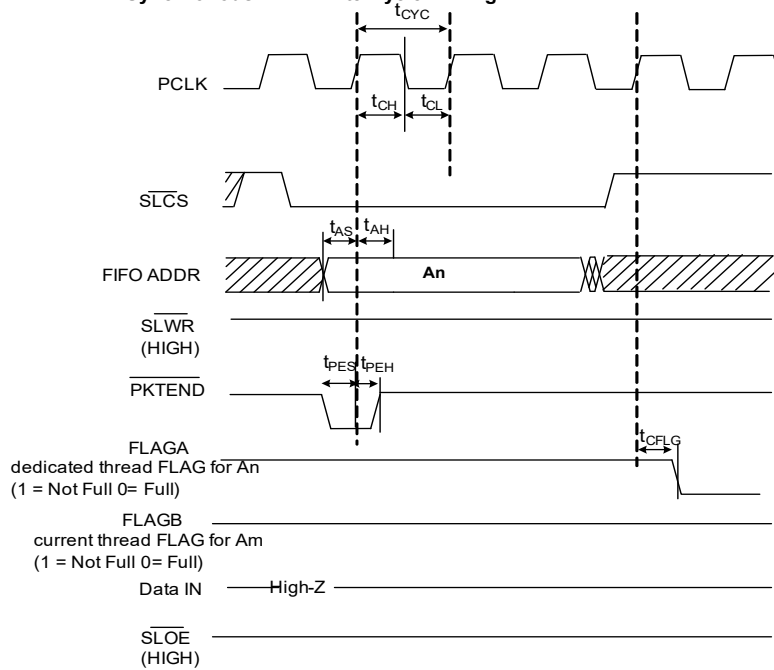 tCYC
PCLK
tCH
tCL
SLCS
tAS
tAH
FIFO ADDR
An
SLWR
(HIGH)
tPES
tPEH
PKTEND
tCFLG
FLAGA
dedicated thread FLAG for An
(1 = Not Full 0= Full)
FLAGB
current thread FLAG for Am
(1 = Not Full 0= Full)
Data IN
High-Z
SLOE
(HIGH)